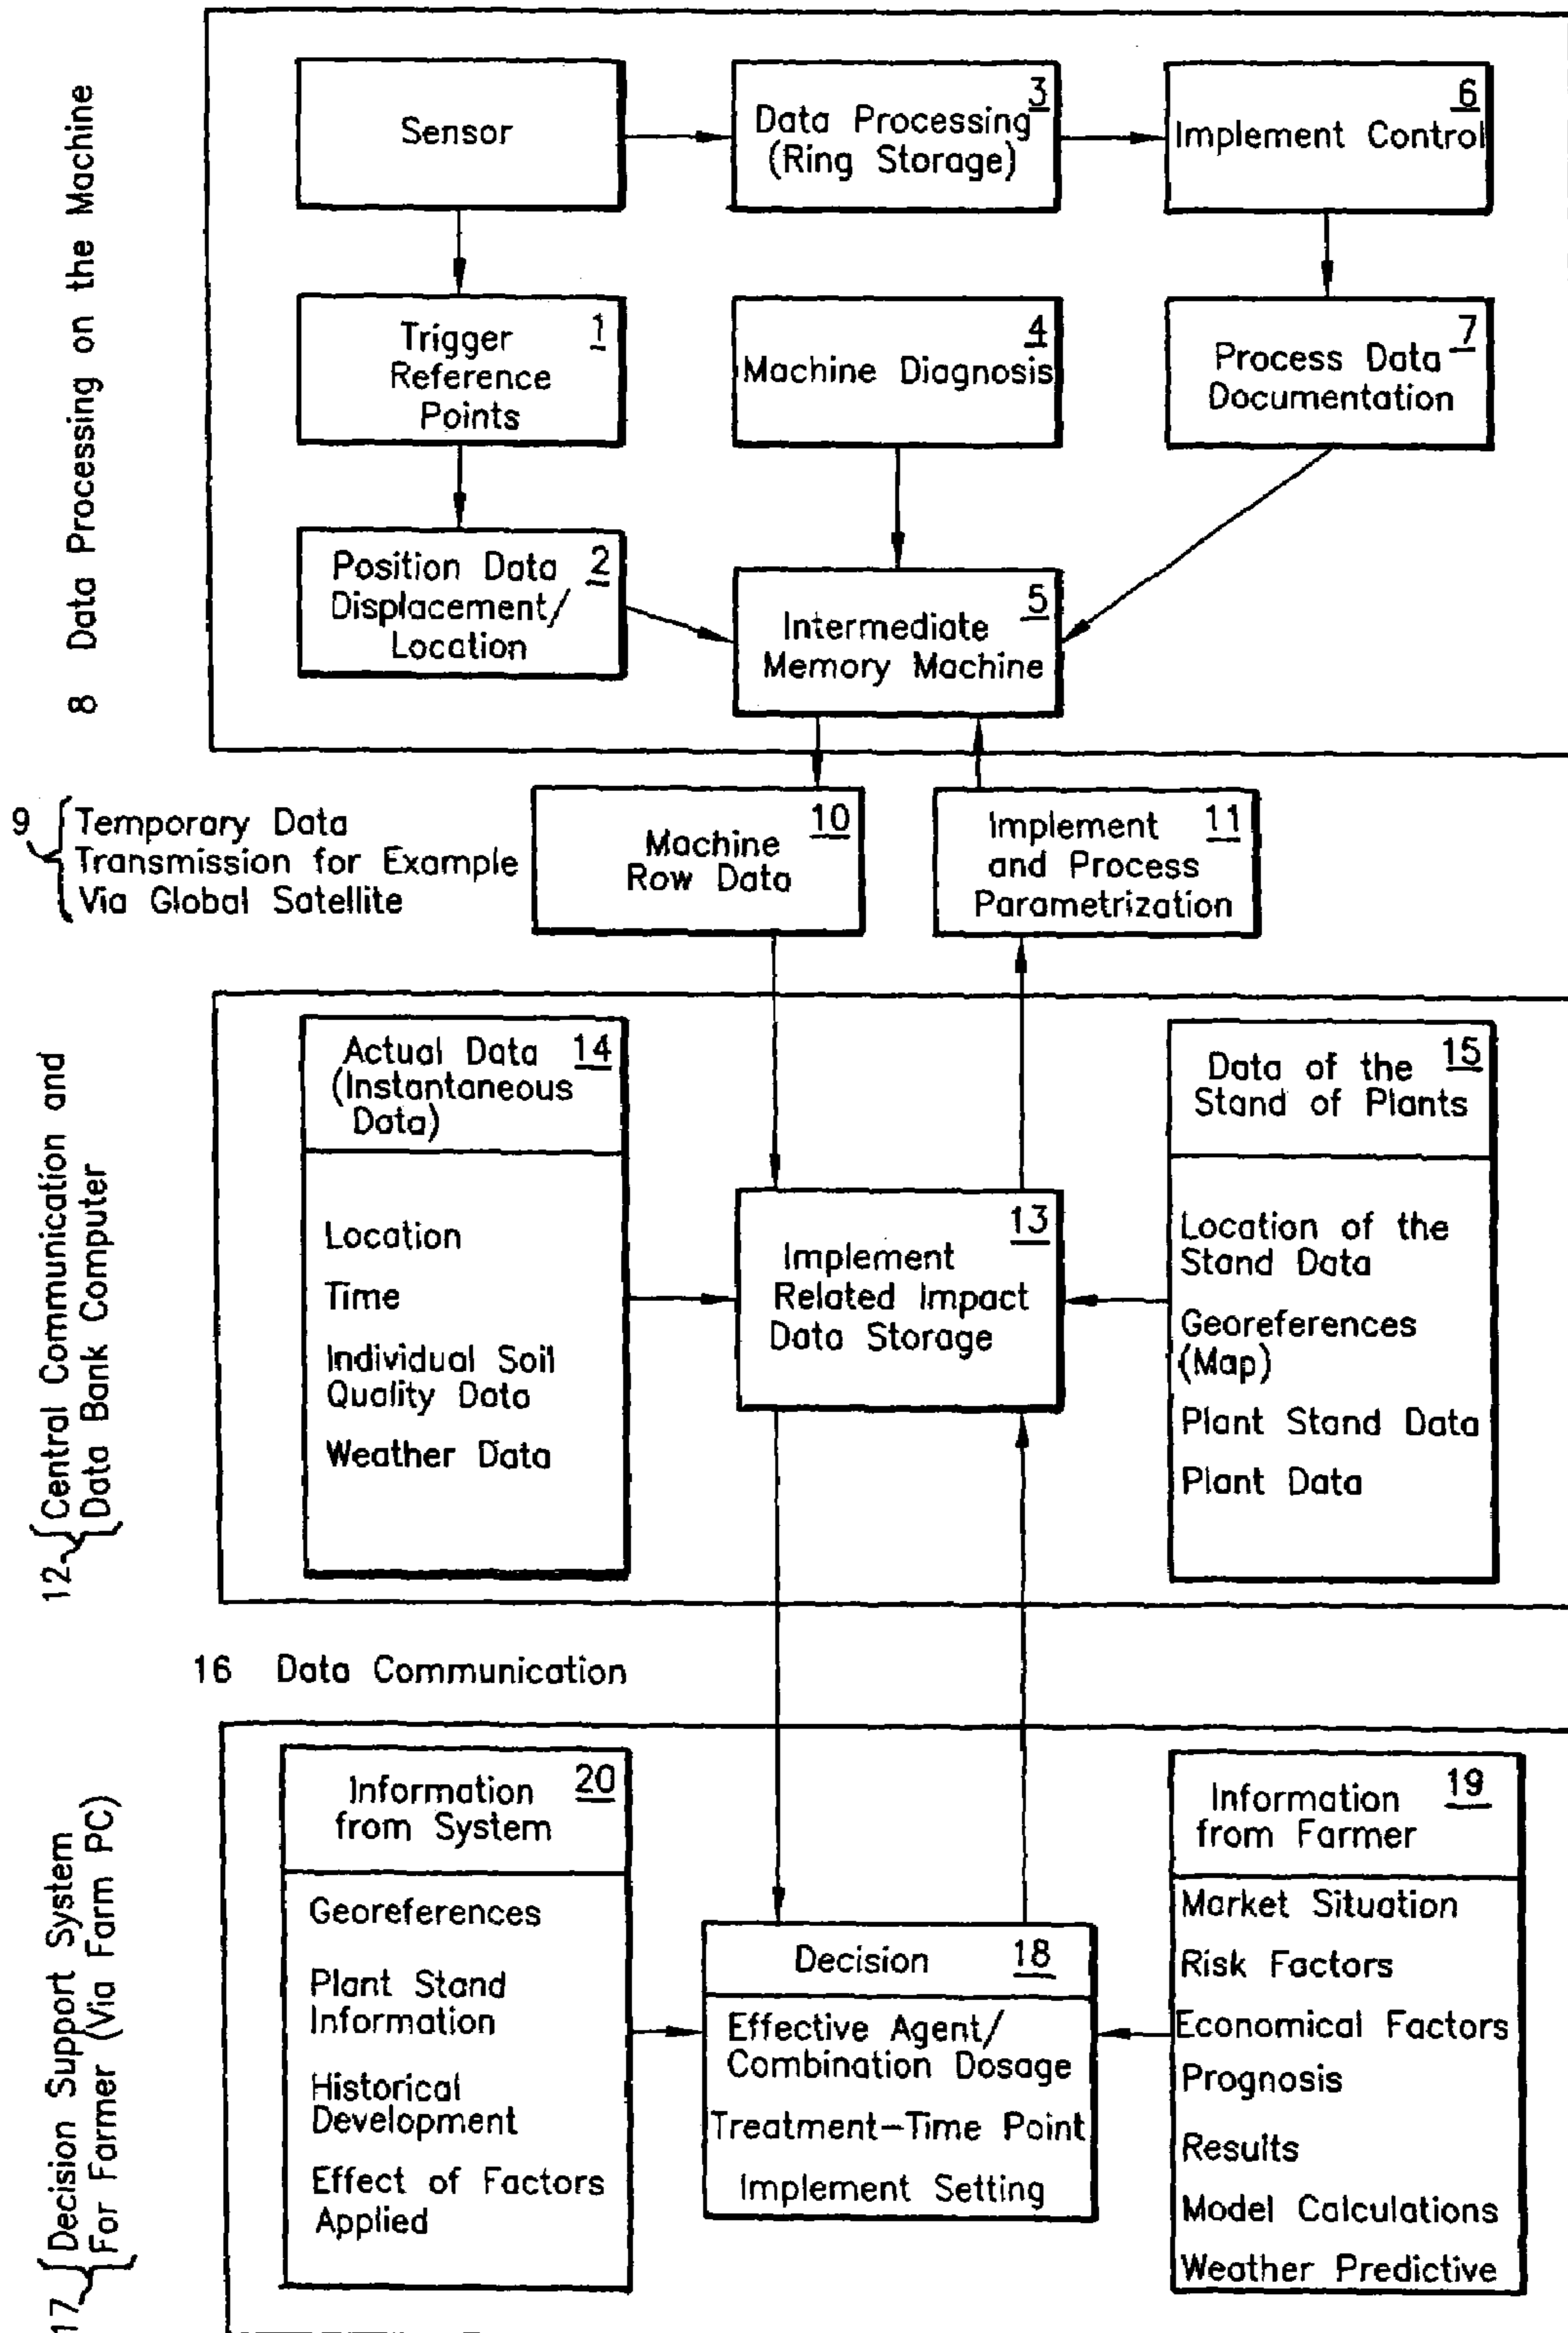 8 Data Processing on the Machine
Sensor
3
Data Processing
(Ring Storage)
6
Implement Control
1
Trigger
Reference
Points
4
Machine Diagnosis
7
Process Data
Documentation
2
Position Data
Displacement/
Location
5
Intermediate
Memory Machine
9
Temporary Data
Transmission for Example
Via Global Satellite
10
Machine
Row Data
11
Implement
and Process
Parametrization
12
Central Communication and
Data Bank Computer
14
Actual Data
(Instantaneous
Data)
Location
Time
Individual Soil
Quality Data
Weather Data
13
Implement
Related Impact
Data Storage
15
Data of the
Stand of Plants
Location of the
Stand Data
Georeferences
(Map)
Plant Stand Data
Plant Data
16 Data Communication
17
Decision Support System
For Farmer (Via Farm PC)
20
Information
from System
Georeferences
Plant Stand
Information
Historical
Development
Effect of Factors
Applied
Decision 18
Effective Agent/
Combination Dosage
Treatment-Time Point
Implement Setting
19
Information
from Farmer
Market Situation
Risk Factors
Economical Factors
Prognosis
Results
Model Calculations
Weather Predictive